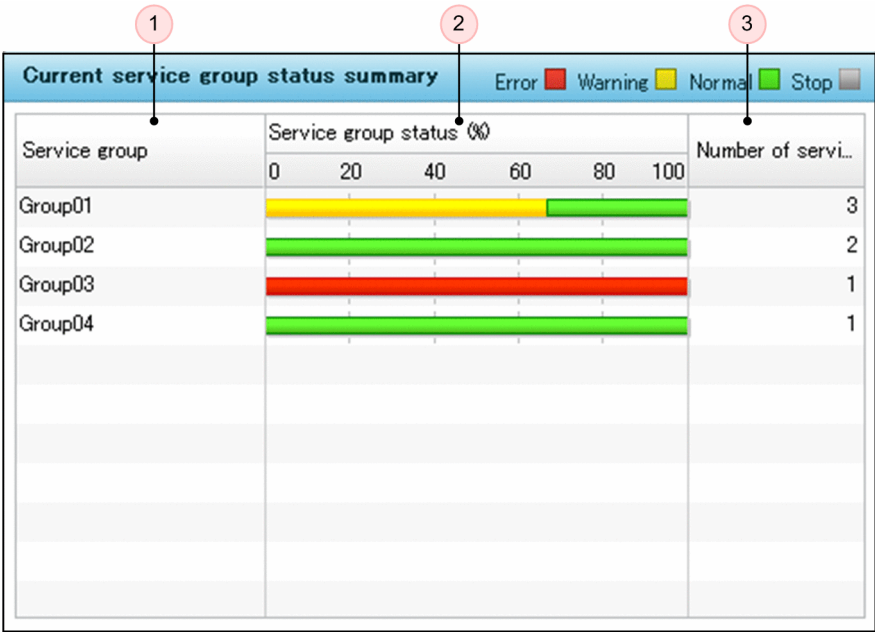 1 2 3
Current service group status summary Error Warning Normal Stop
Service group Service group status (%) Number of servi...
0 20 40 60 80 100
Group01 3
Group02 2
Group03 1
Group04 1